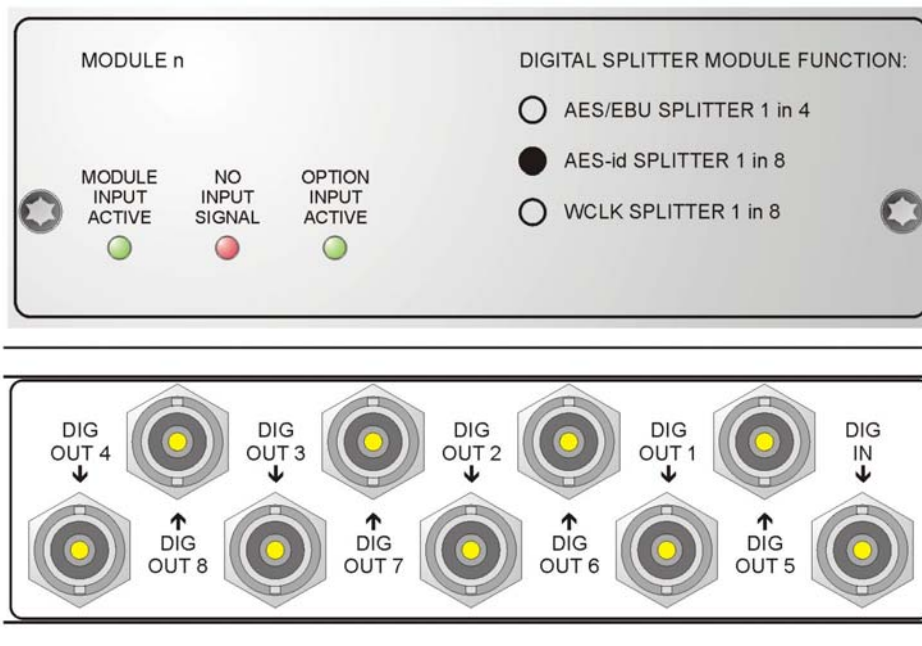 MODULE n
DIGITAL SPLITTER MODULE FUNCTION:
AES/EBU SPLITTER 1 in 4
AES-id SPLITTER 1 in 8
WCLK SPLITTER 1 in 8
MODULE
INPUT
ACTIVE
NO
INPUT
SIGNAL
OPTION
INPUT
ACTIVE
DIG
OUT 4
DIG
OUT 3
DIG
OUT 2
DIG
OUT 1
DIG
IN
DIG
OUT 8
DIG
OUT 7
DIG
OUT 6
DIG
OUT 5